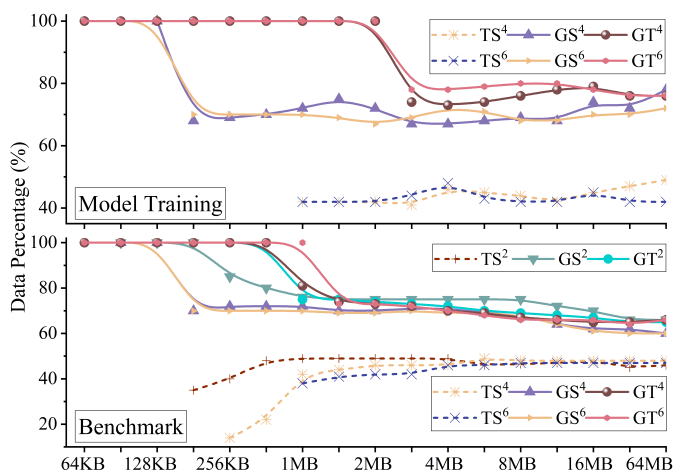 100
80
60
40
TS⁴ GS⁴ GT⁴
TS⁶ GS⁶ GT⁶
Model Training
Data Percentage (%)
100
80
60
40
20
TS² GS² GT²
TS⁴ GS⁴ GT⁴
TS⁶ GS⁶ GT⁶
Benchmark
64KB 128KB 256KB 1MB 2MB 4MB 8MB 16MB 64MB